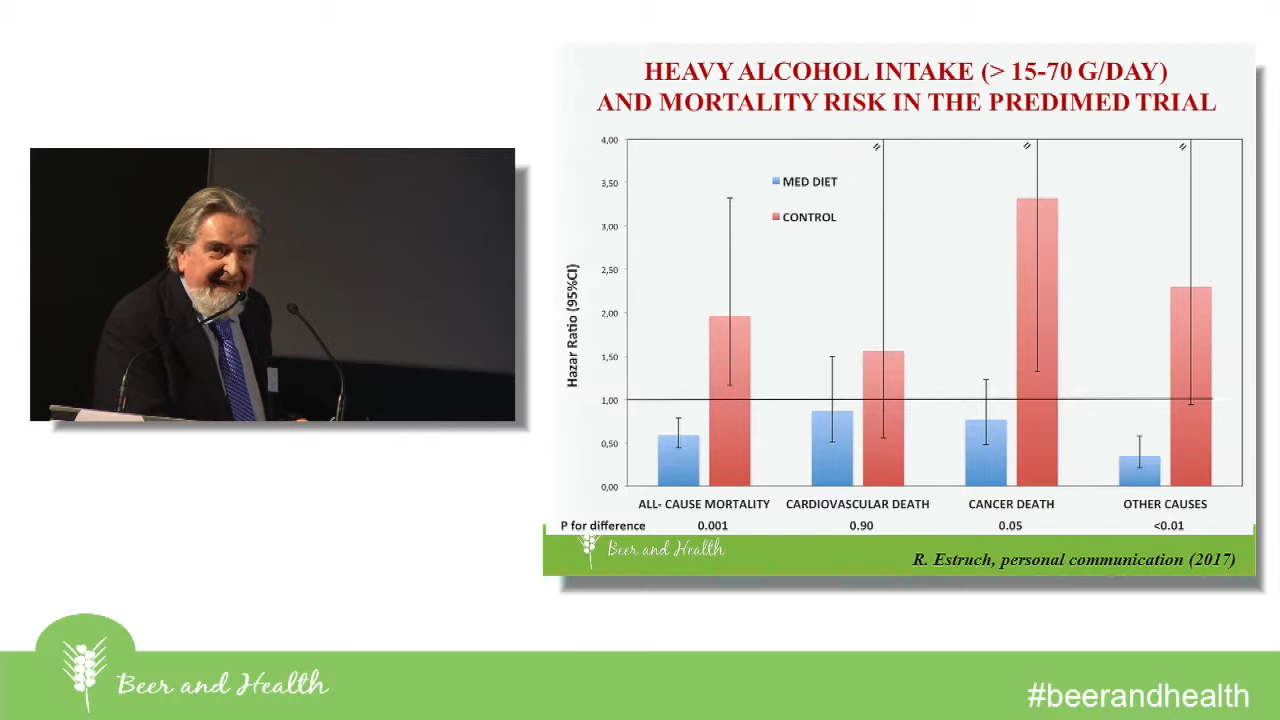 HEAVY ALCOHOL INTAKE (> 15-70 G/DAY)
AND MORTALITY RISK IN THE PREDIMED TRIAL
Hazar Ratio (95%CI)
4,00
3,50
3,00
2,50
2,00
1,50
1,00
0,50
0,00
MED DIET
CONTROL
ALL- CAUSE MORTALITY CARDIOVASCULAR DEATH CANCER DEATH OTHER CAUSES
P for difference 0.001 0.90 0.05 <0.01
Beer and Health
R. Estruch, personal communication (2017)
Beer and Health
#beerandhealth